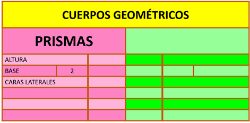 CUERPOS GEOMÉTRICOS
PRISMAS
ALTURA
BASE 2
CARAS LATERALES